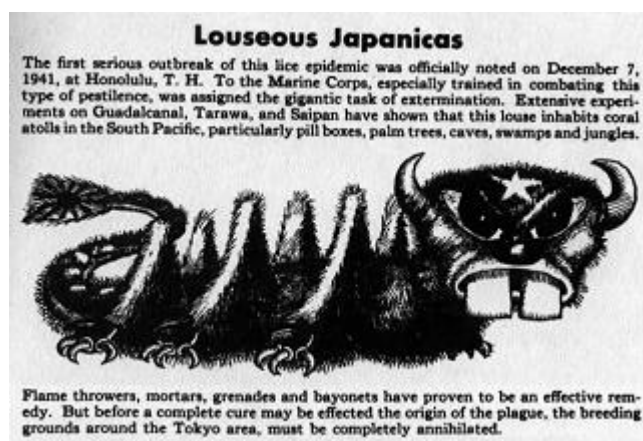 Louseous Japanicas
The first serious outbreak of this lice epidemic was officially noted on December 7,
1941, at Honolulu, T. H. To the Marine Corps, especially trained in combating this
type of pestilence, was assigned the gigantic task of extermination. Extensive experi-
ments on Guadalcanal, Tarawa, and Saipan have shown that this louse inhabits coral
atolls in the South Pacific, particularly pill boxes, palm trees, caves, swamps and jungles.
Flame throwers, mortars, grenades and bayonets have proven to be an effective rem-
edy. But before a complete cure may be effected the origin of the plague, the breeding
grounds around the Tokyo area, must be completely annihilated.